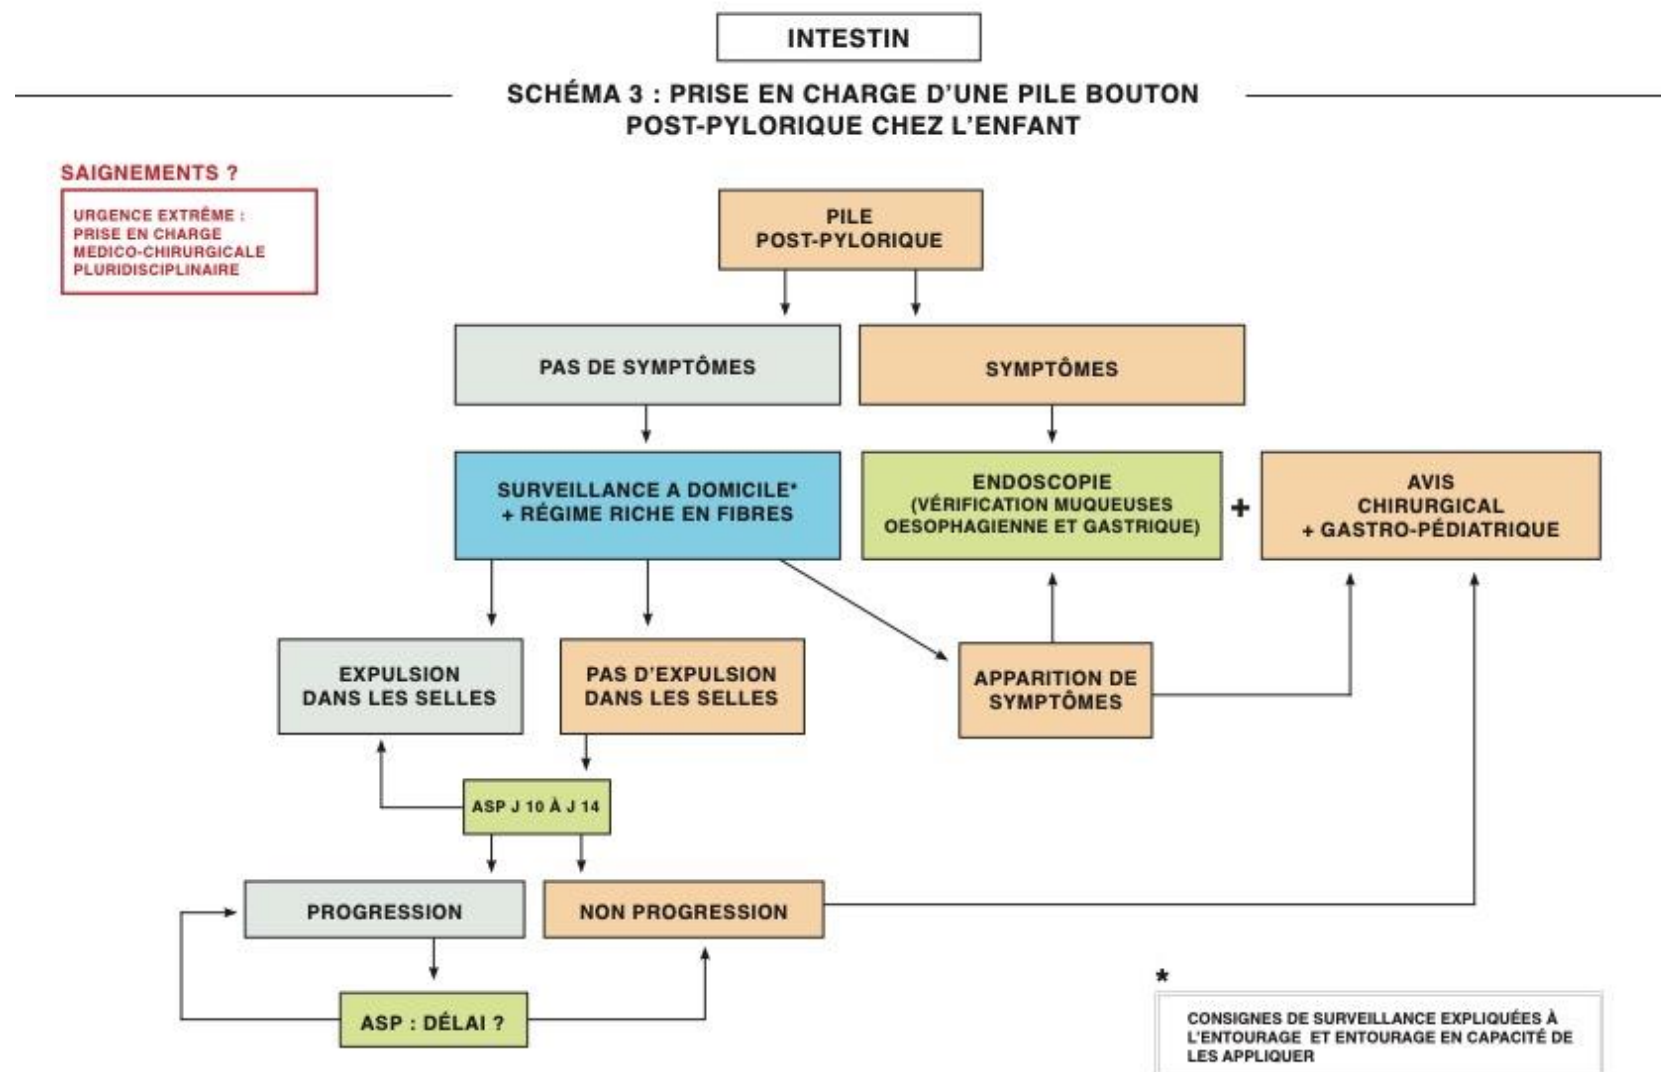 INTESTIN
SCHÉMA 3 : PRISE EN CHARGE D'UNE PILE BOUTON
POST-PYLORIQUE CHEZ L'ENFANT
SAIGNEMENTS ?
URGENCE EXTRÊME :
PRISE EN CHARGE
MEDICO-CHIRURGICALE
PLURIDISCIPLINAIRE
PILE
POST-PYLORIQUE
PAS DE SYMPTÔMES
SYMPTÔMES
SURVEILLANCE A DOMICILE*
+ RÉGIME RICHE EN FIBRES
ENDOSCOPIE
(VÉRIFICATION MUQUEUSES
OESOPHAGIENNE ET GASTRIQUE)
+
AVIS
CHIRURGICAL
+ GASTRO-PÉDIATRIQUE
EXPULSION
DANS LES SELLES
PAS D'EXPULSION
DANS LES SELLES
APPARITION DE
SYMPTÔMES
ASP J 10 À J 14
PROGRESSION
NON PROGRESSION
ASP : DÉLAI ?
*
CONSIGNES DE SURVEILLANCE EXPLIQUÉES À
L'ENTOURAGE ET ENTOURAGE EN CAPACITÉ DE
LES APPLIQUER